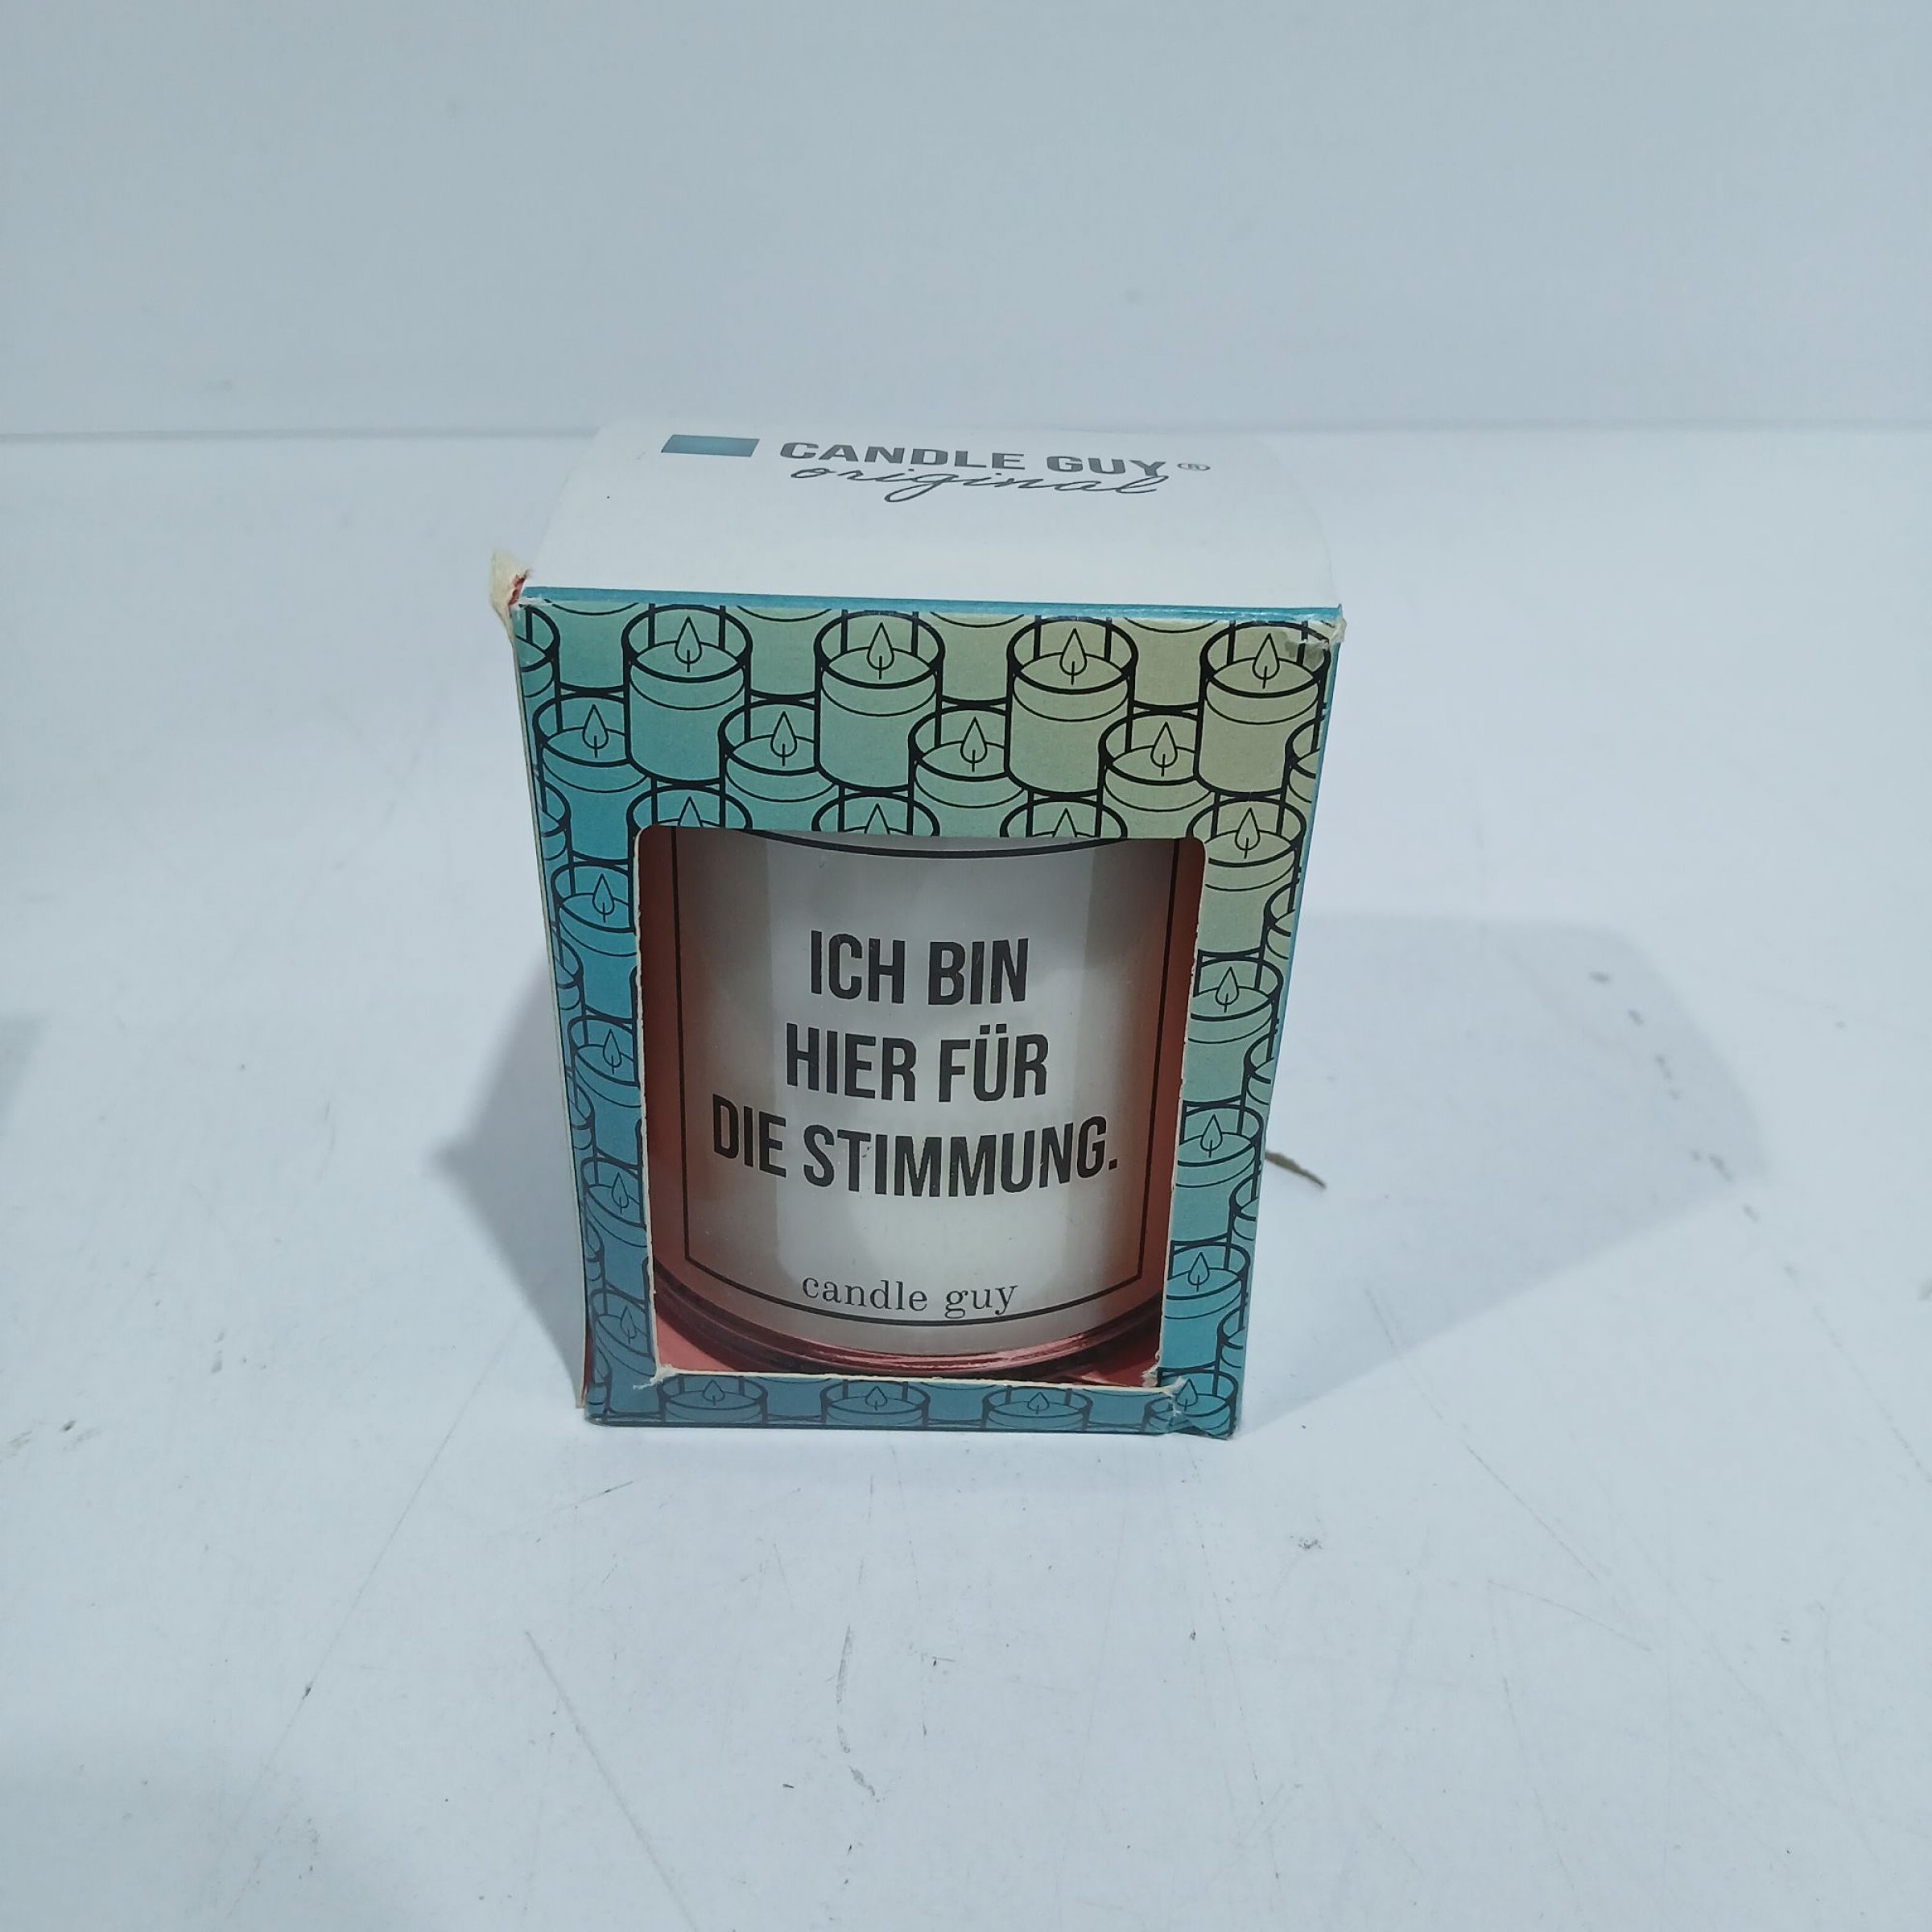 CANDLE GUY®
original
ICH BIN
HIER FÜR
DIE STIMMUNG.
candle guy